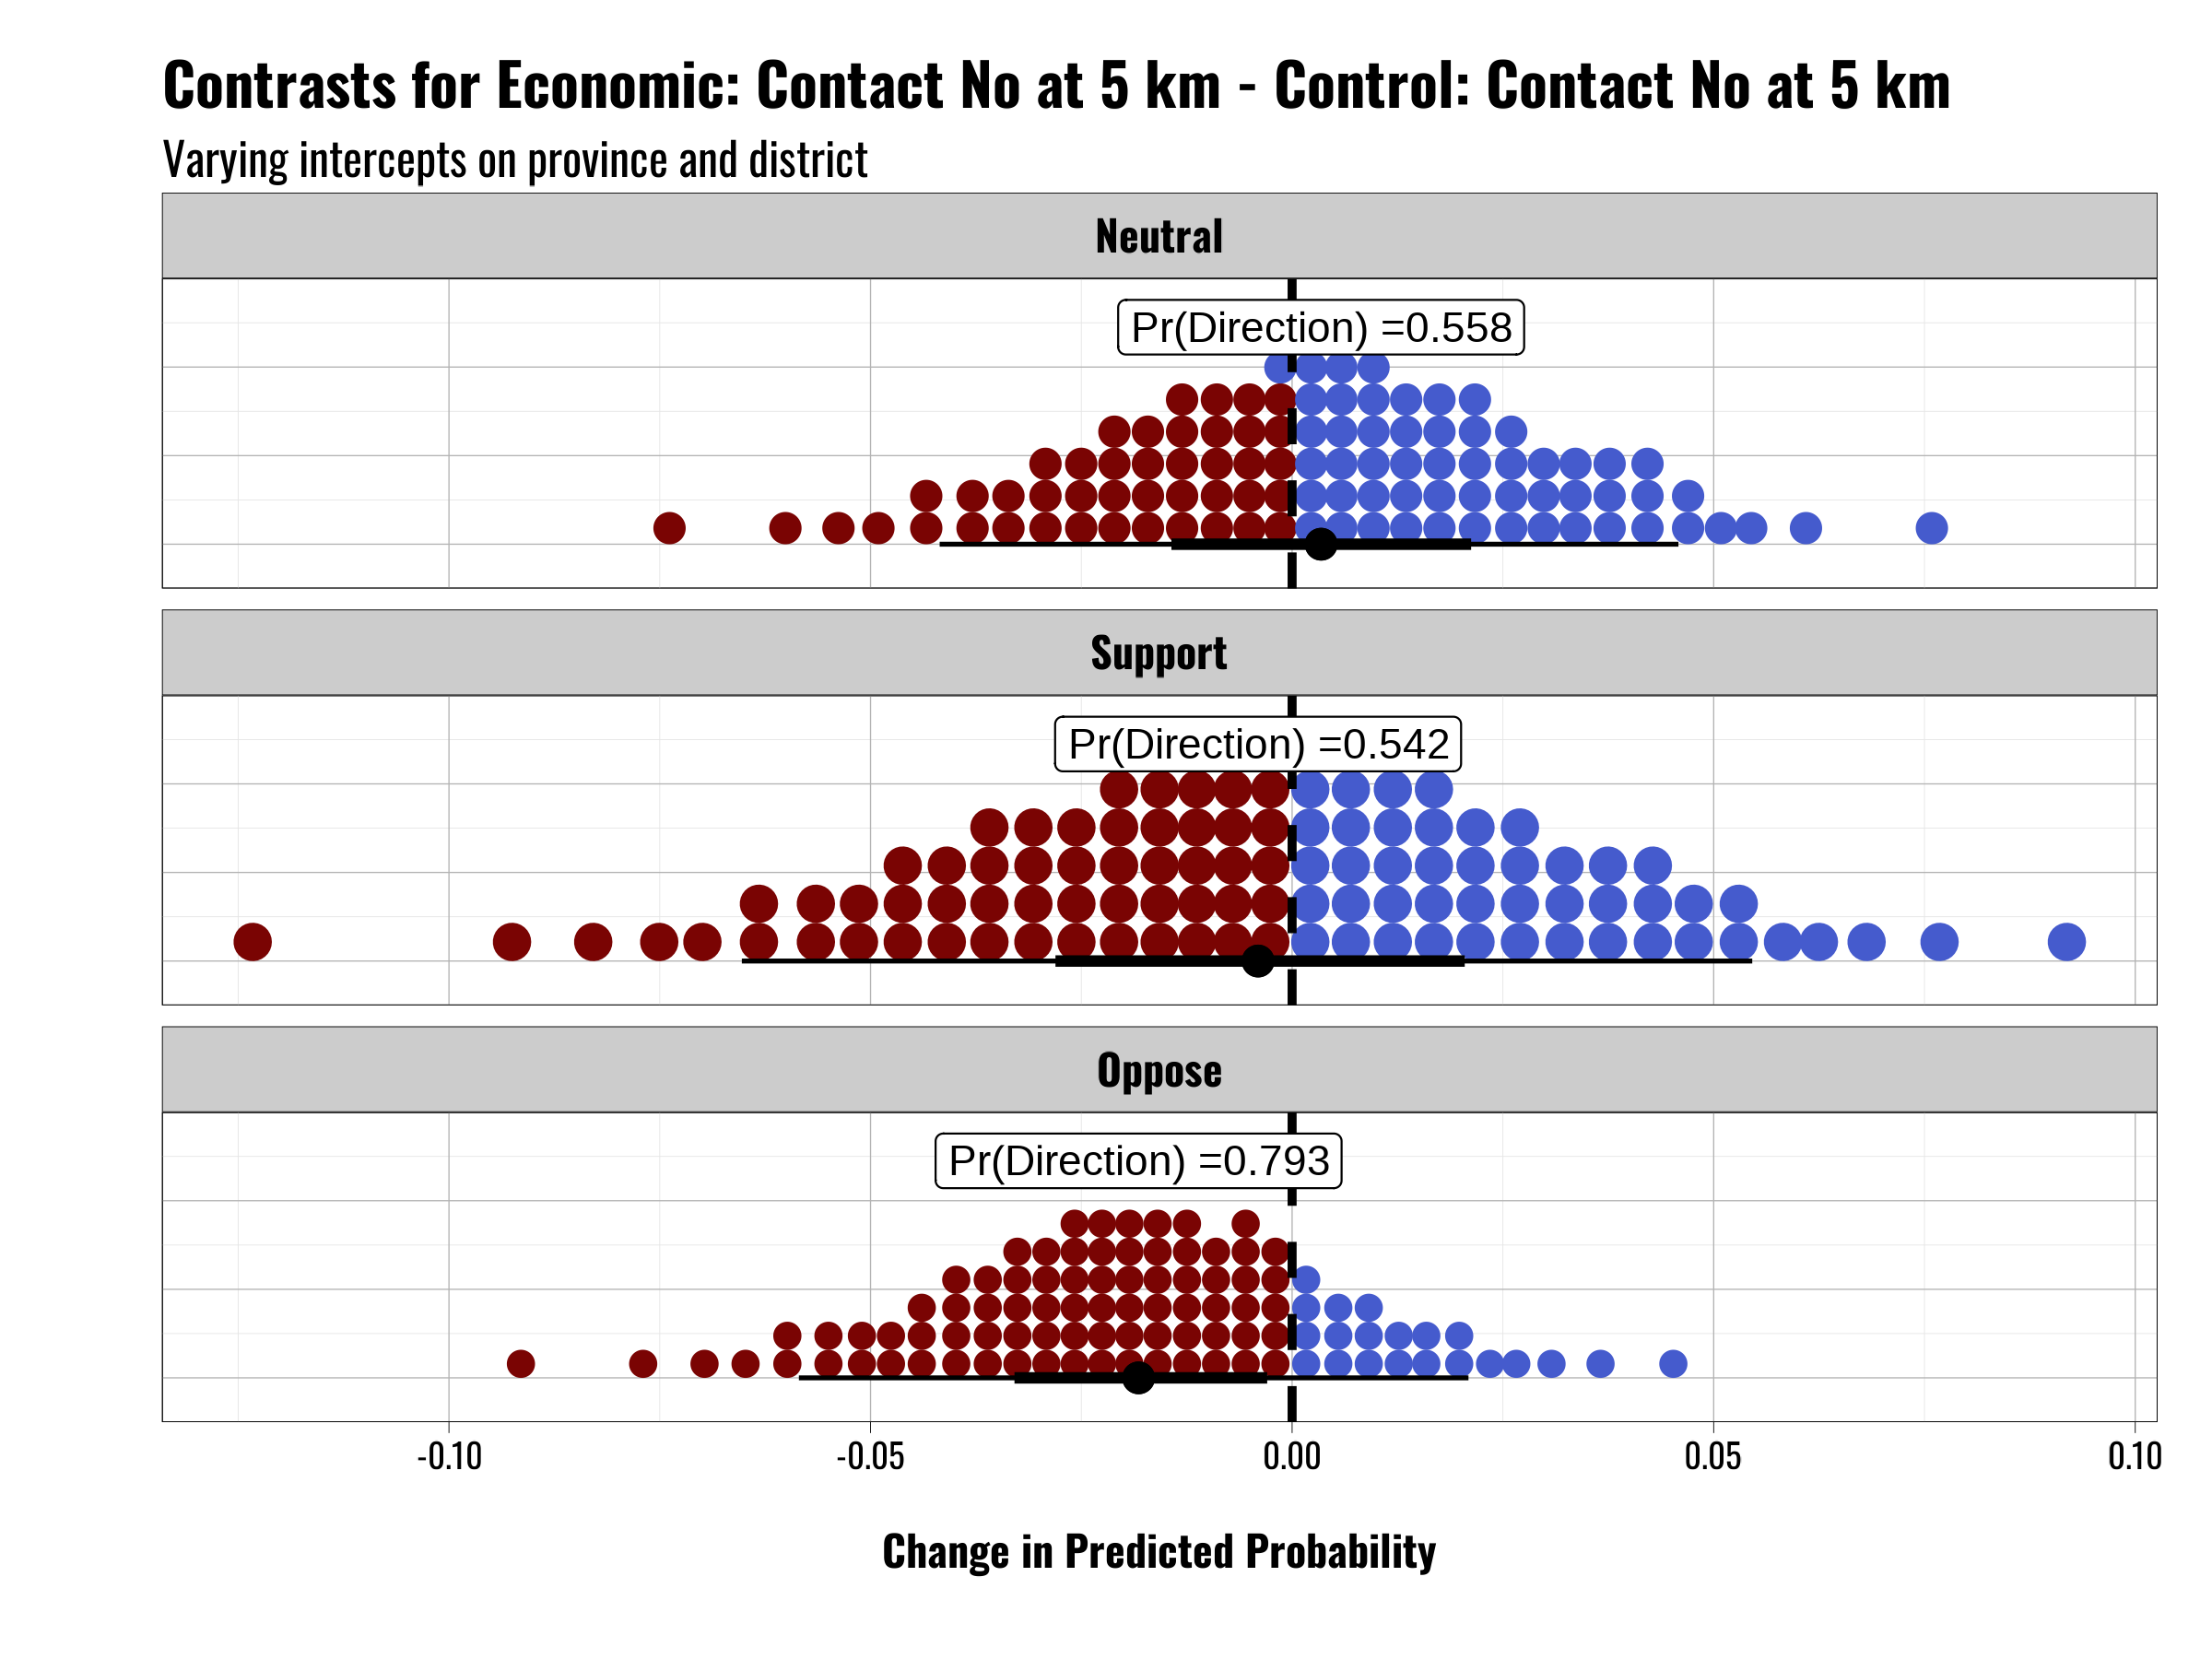 Contrasts for Economic: Contact No at 5 km - Control: Contact No at 5 km
Varying intercepts on province and district
Neutral
Pr(Direction) =0.558
Support
Pr(Direction) =0.542
Oppose
Pr(Direction) =0.793
-0.10 -0.05 0.00 0.05 0.10
Change in Predicted Probability